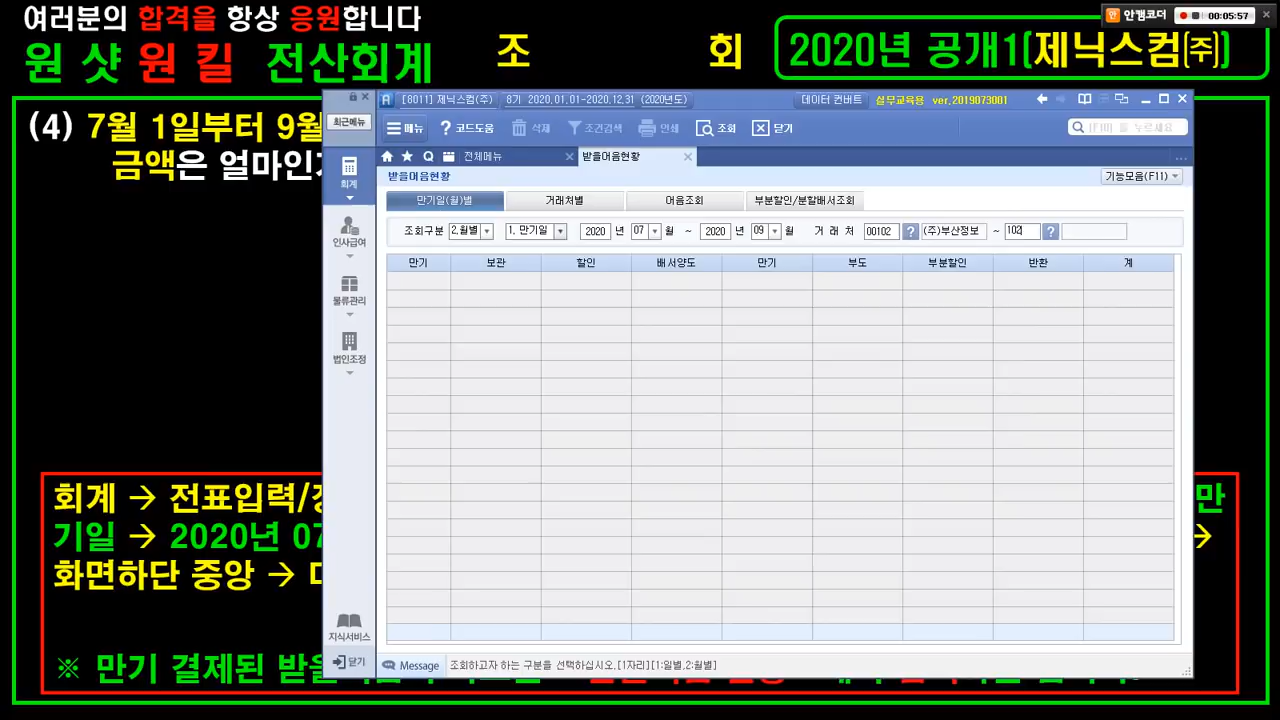 여러분의 합격을 항상 응원합니다
원 샷 원 킬 전산회계
조 회
2020년 공개1(제닉스컴㈜)
안캠코더
00:05:57
(4) 7월 1일부터 9월
금액은 얼마인가
최근메뉴
회계
인사급여
물류관리
법인조정
지식서비스
닫기
[8011] 제닉스컴(주) 8기 2020.01.01-2020.12.31 (2020년도)
데이터 컨버트 실무교육용 ver.2019073001
메뉴 코드도움 삭제 조건검색 인쇄 조회 닫기
[F10] 를 누르세요
전체메뉴 받을어음현황
받을어음현황 기능모음(F11)
만기일(월)별 거래처별 어음조회 부분할인/분할배서조회
조회구분 2.월별 1.만기일 2020 년 07 월 ~ 2020 년 09 월 거 래 처 00102 ? (주)부산정보 ~ 102 ?
만기 보관 할인 배서양도 만기 부도 부분할인 반환 계
Message 조회하고자 하는 구분을 선택하십시오.[1자리][1:일별,2:월별]
회계 → 전표입력/
만
기일 → 2020년 07
→
화면하단 중앙 →
※ 만기 결제된 받을